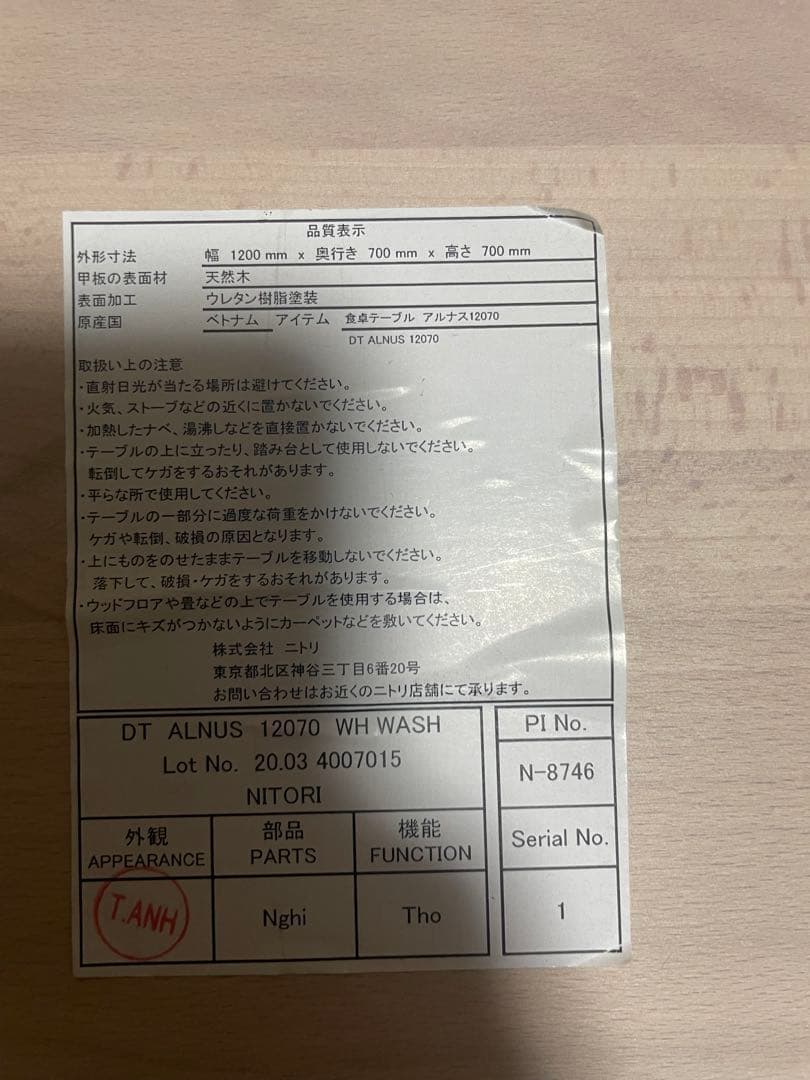 品質表示
外形寸法 幅 1200 mm x 奥行き 700 mm x 高さ 700 mm
甲板の表面材 天然木
表面加工 ウレタン樹脂塗装
原産国 ベトナム アイテム 食卓テーブル アルナス12070
DT ALNUS 12070
取扱い上の注意
・直射日光が当たる場所は避けてください。
・火気、ストーブなどの近くに置かないでください。
・加熱したナベ、湯沸しなどを直接置かないでください。
・テーブルの上に立ったり、踏み台として使用しないでください。
転倒してケガをするおそれがあります。
・平らな所で使用してください。
・テーブルの一部分に過度な荷重をかけないでください。
ケガや転倒、破損の原因となります。
・上にものをのせたままテーブルを移動しないでください。
落下して、破損・ケガをするおそれがあります。
・ウッドフロアや畳などの上でテーブルを使用する場合は、
床面にキズがつかないようにカーペットなどを敷いてください。
株式会社 ニトリ
東京都北区神谷三丁目6番20号
お問い合わせはお近くのニトリ店舗にて承ります。
DT ALNUS 12070 WH WASH
Lot No. 20.03 4007015
NITORI
PI No.
N-8746
外観 部品 機能
APPEARANCE PARTS FUNCTION
Serial No.
T.ANH Nghi Tho
1